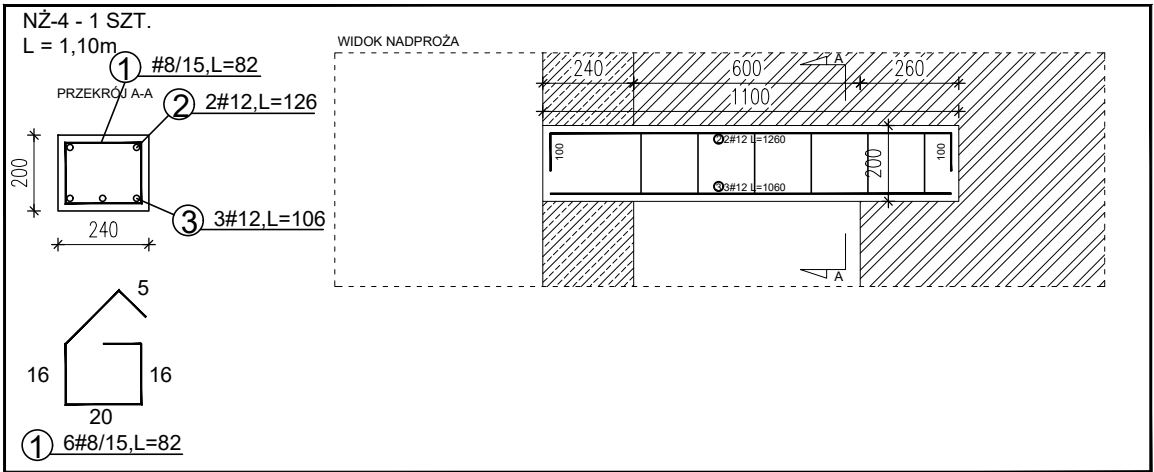 NŻ-4 - 1 SZT.
L = 1,10m
1 #8/15,L=82
PRZEKRÓJ A-A
2 2#12,L=126
200
240
3 3#12,L=106
5
16
16
20
1 6#8/15,L=82
WIDOK NADPROŻA
A
240
600
260
1100
100
2 2#12 L=1260
200
100
3 3#12 L=1060
A